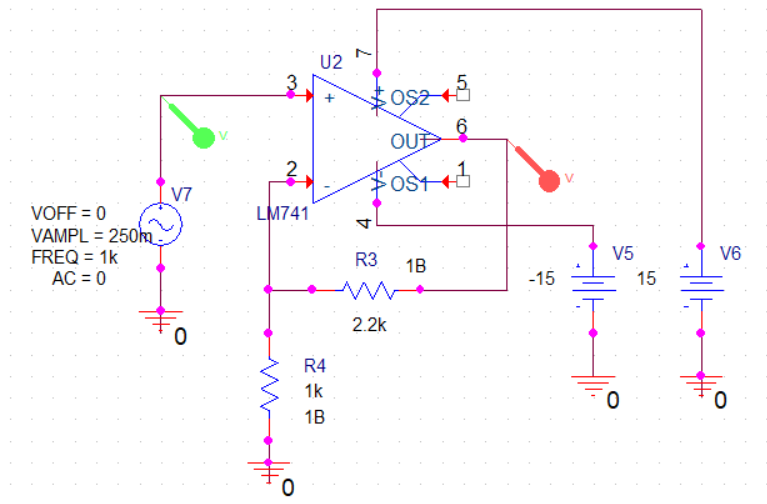 7
U2
3
+
V+
OS2
5
OUT
6
V
V
2
-
V-
OS1
1
V7
LM741
4
VOFF = 0
VAMPL = 250m
FREQ = 1k
AC = 0
0
R3
1B
2.2k
V5
-15
15
V6
R4
1k
1B
0
0
0